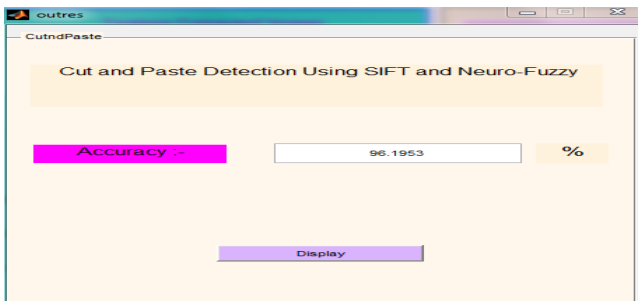 outres
CutndPaste
Cut and Paste Detection Using SIFT and Neuro-Fuzzy
Accuracy :- 96.1953 %
Display